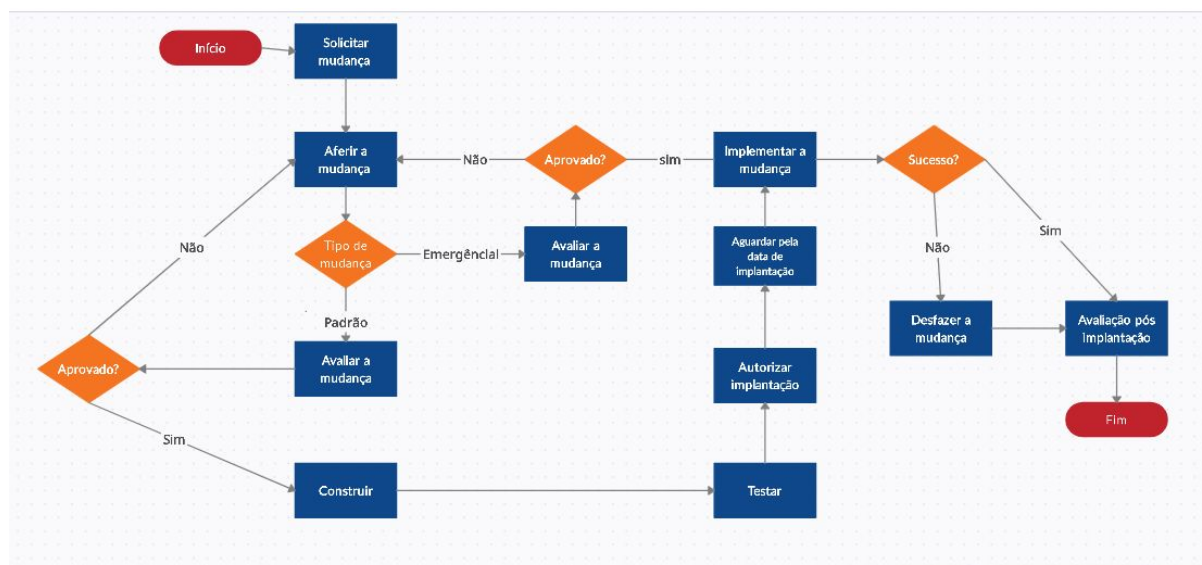 Início
Solicitar
mudança
Aferir a
mudança
Não
Aprovado?
sim
Implementar a
mudança
Sucesso?
Não
Tipo de
mudança
Emergêncial
Avaliar a
mudança
Aguardar pela
data de
implantação
Não
Sim
Padrão
Desfazer a
mudança
Avaliação pós
implantação
Aprovado?
Avaliar a
mudança
Autorizar
implantação
Fim
Sim
Construir
Testar